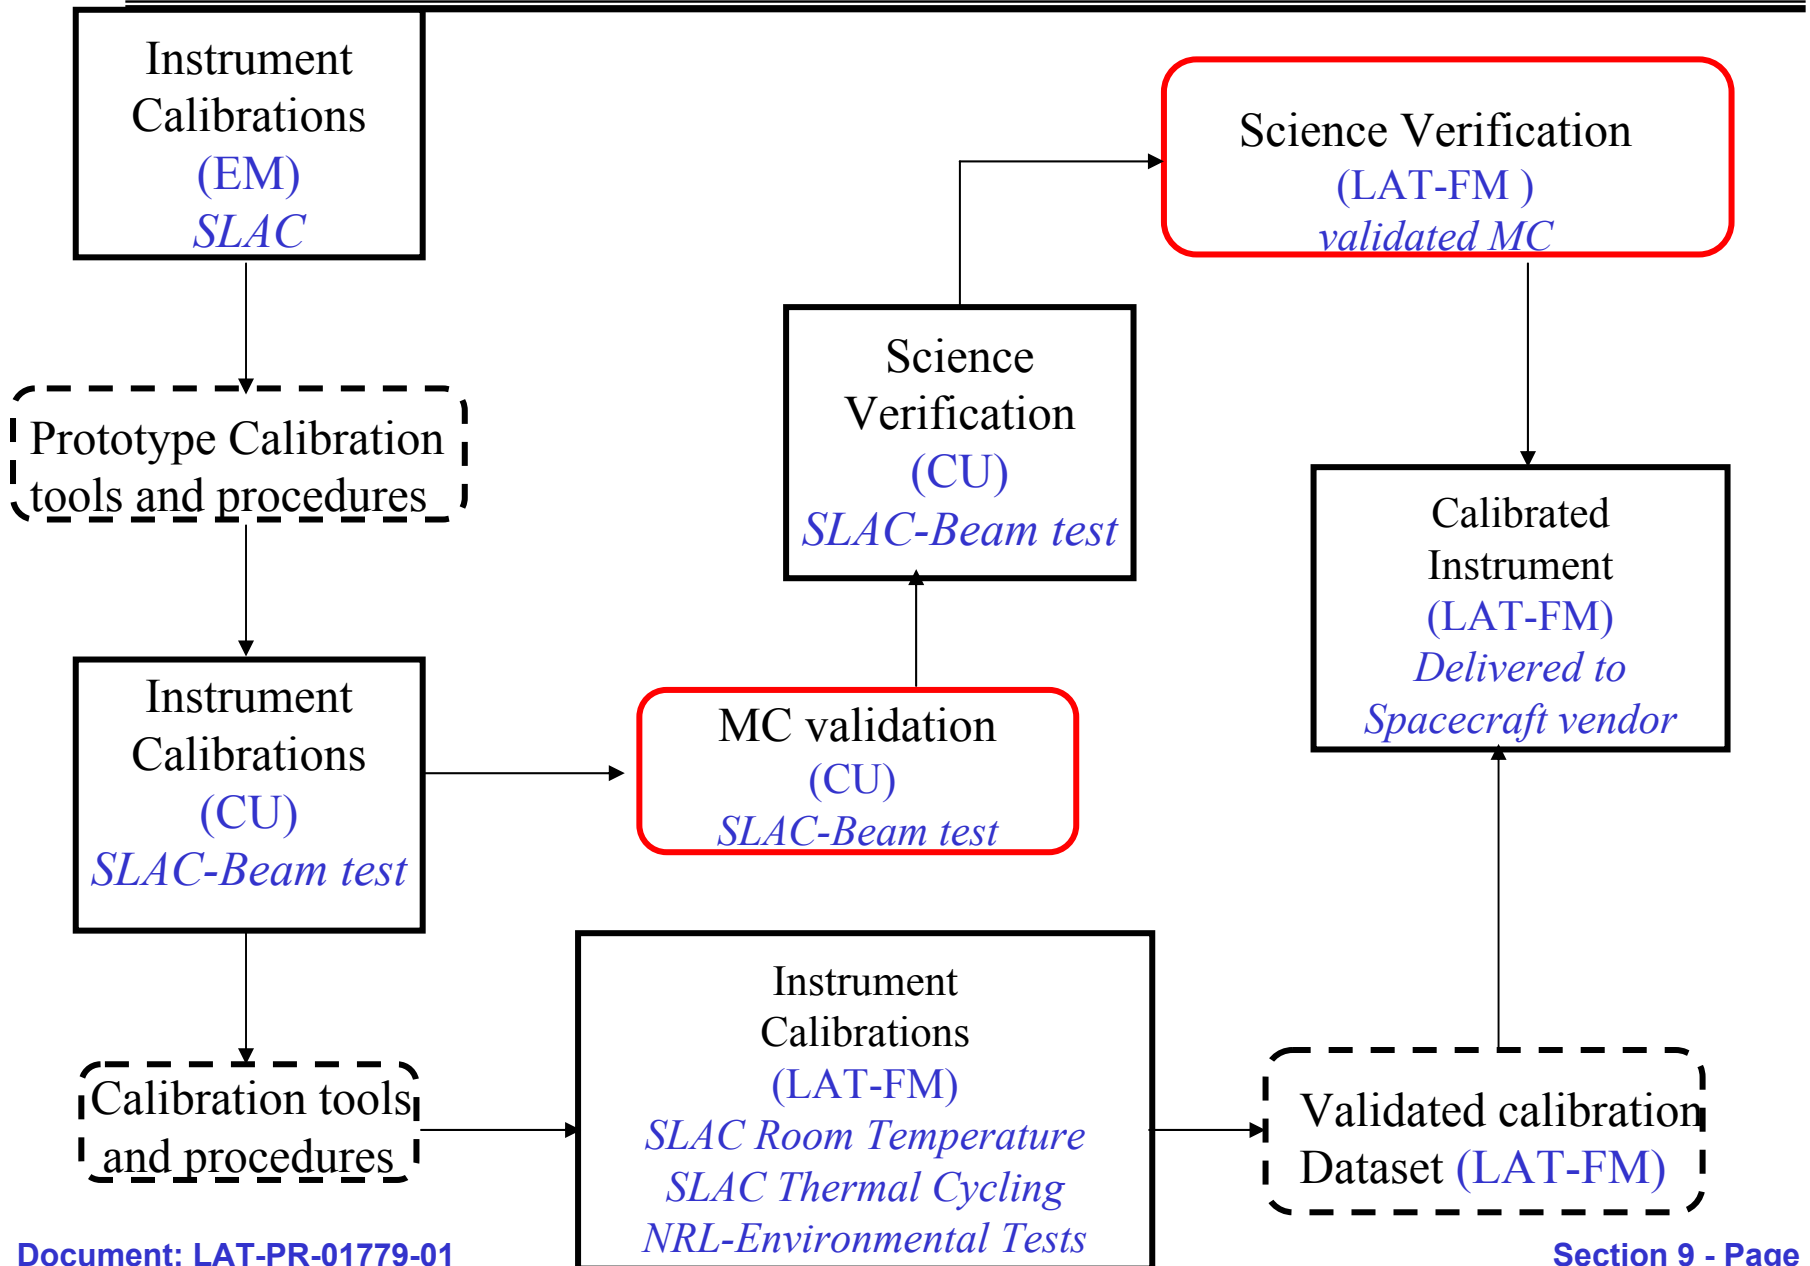 Instrument
Calibrations
(EM)
SLAC
Prototype Calibration
tools and procedures
Instrument
Calibrations
(CU)
SLAC-Beam test
Calibration tools
and procedures
MC validation
(CU)
SLAC-Beam test
Science
Verification
(CU)
SLAC-Beam test
Science Verification
(LAT-FM )
validated MC
Calibrated
Instrument
(LAT-FM)
Delivered to
Spacecraft vendor
Instrument
Calibrations
(LAT-FM)
SLAC Room Temperature
SLAC Thermal Cycling
NRL-Environmental Tests
Validated calibration
Dataset (LAT-FM)
Document: LAT-PR-01779-01
Section 9 - Page